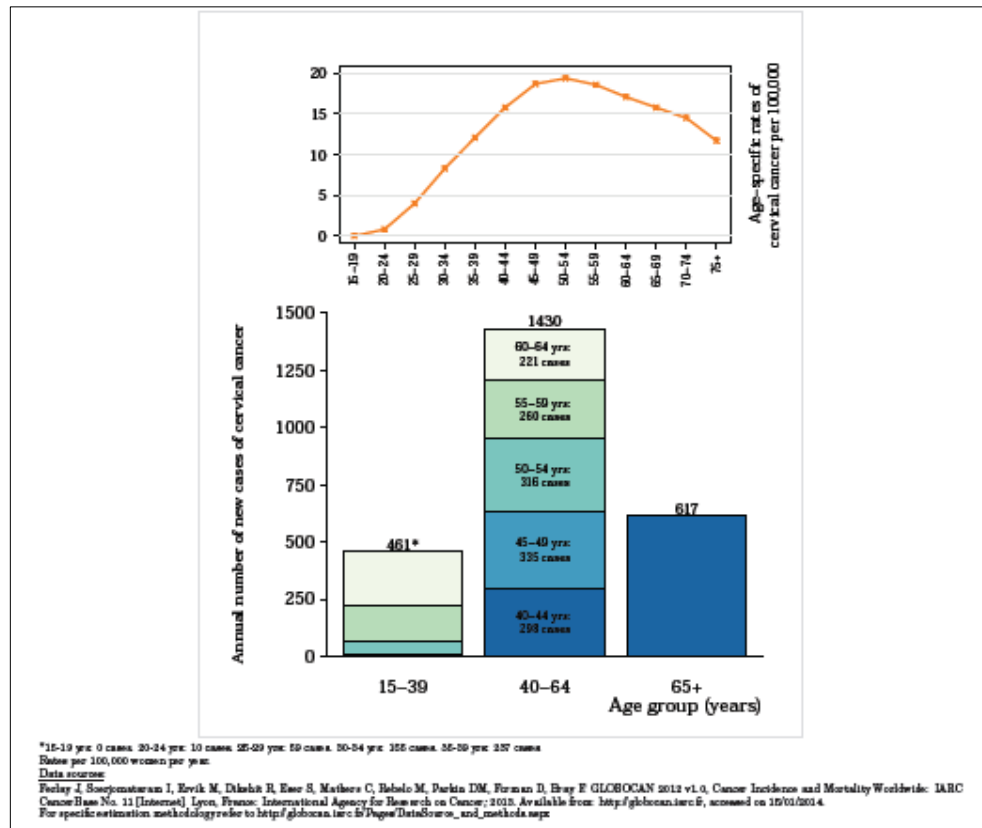 20
15
10
5
0
Age-specific rates of
cervical cancer per 100,000
15-19
20-24
25-29
30-34
35-39
40-44
45-49
50-54
55-59
60-64
65-69
70-74
75+
Annual number of new cases of cervical cancer
1500
1250
1000
750
500
250
0
461*
1430
60-64 yrs:
221 cases
55-59 yrs:
260 cases
50-54 yrs:
316 cases
45-49 yrs:
335 cases
40-44 yrs:
298 cases
617
15-39
40-64
65+
Age group (years)
*15-19 yrs: 0 cases. 20-24 yrs: 10 cases. 25-29 yrs: 59 cases. 30-34 yrs: 155 cases. 35-39 yrs: 237 cases.
Rates per 100,000 women per year.
Data sources:
Ferlay J, Soerjomataram I, Ervik M, Dikshit R, Eser S, Mathers C, Rebelo M, Parkin DM, Forman D, Bray F. GLOBOCAN 2012 v1.0, Cancer Incidence and Mortality Worldwide: IARC
CancerBase No. 11 [Internet]. Lyon, France: International Agency for Research on Cancer; 2013. Available from: http://globocan.iarc.fr, accessed on 15/01/2014.
For specific estimation methodology refer to http://globocan.iarc.fr/Pages/DataSource_and_methods.aspx